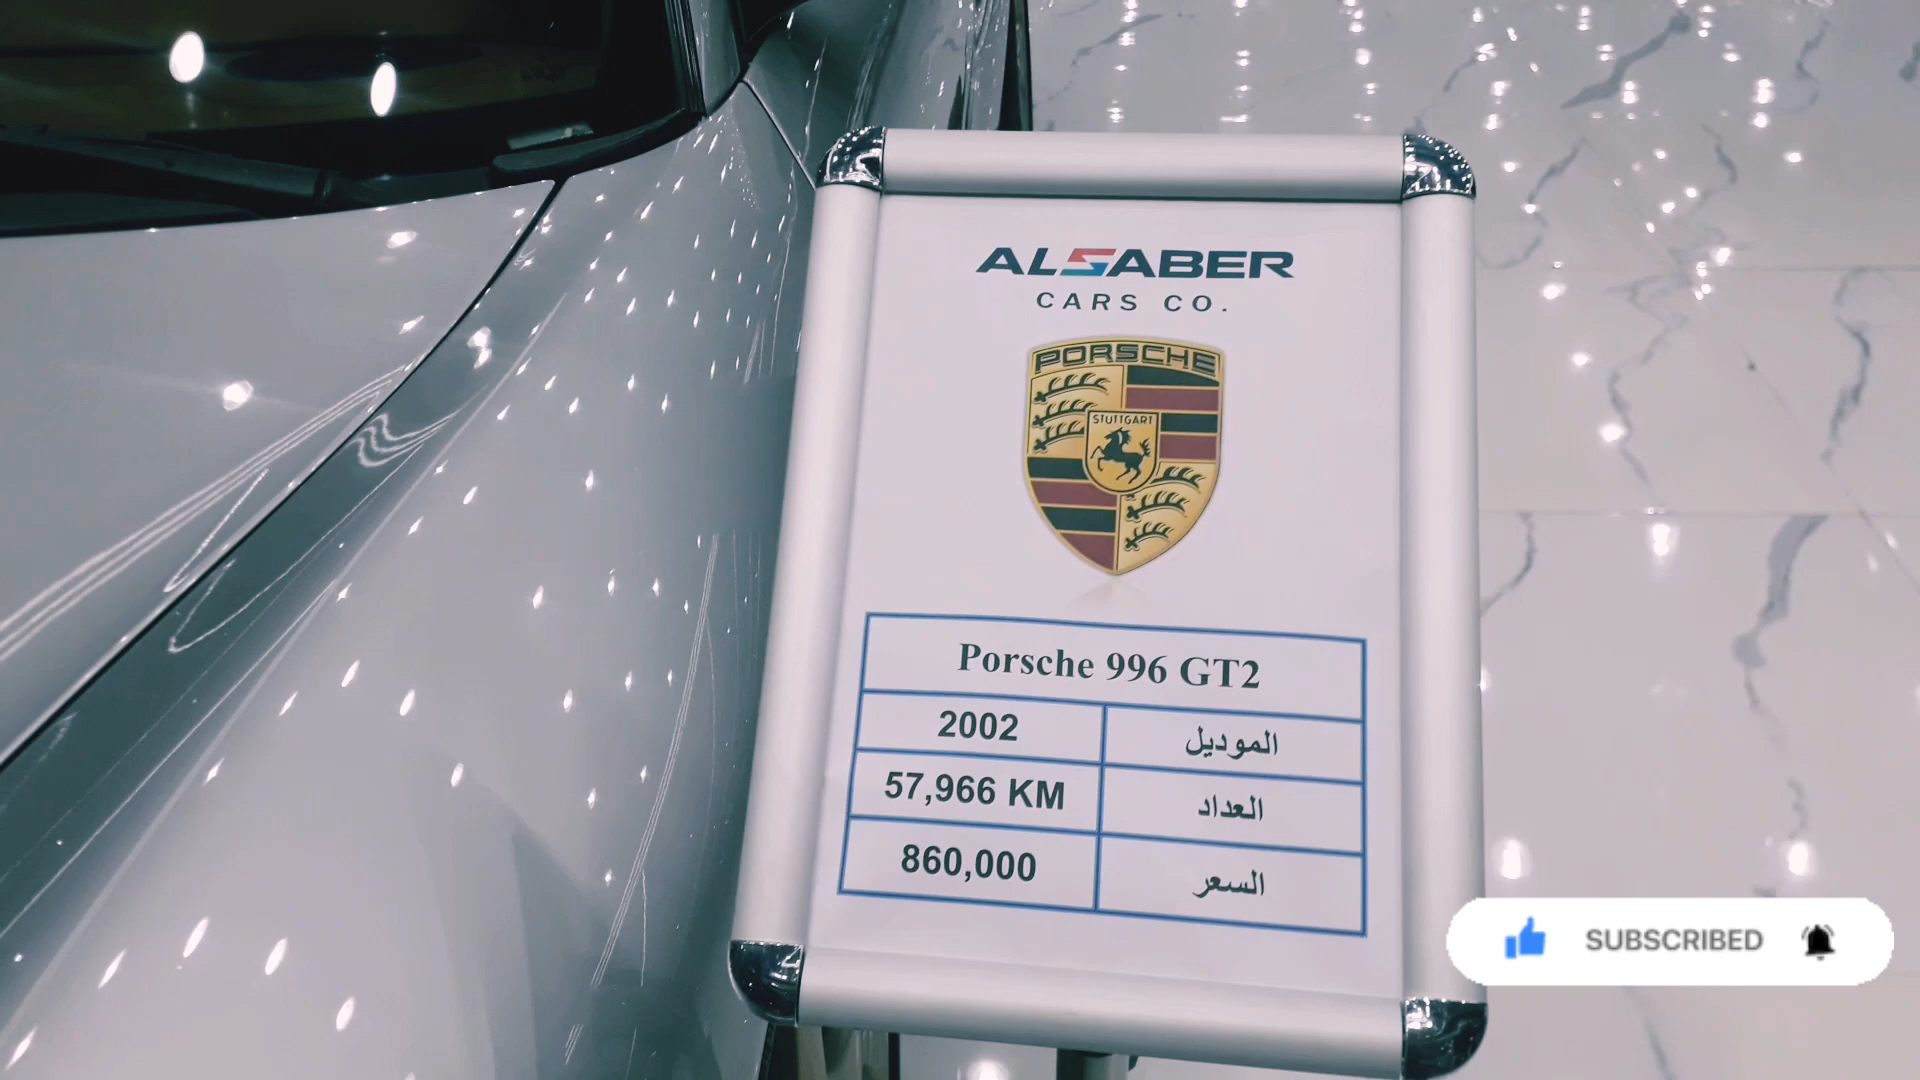 ALSABER
CARS CO.
PORSCHE
STUTTGART
Porsche 996 GT2
2002 الموديل
57,966 KM العداد
860,000 السعر
SUBSCRIBED